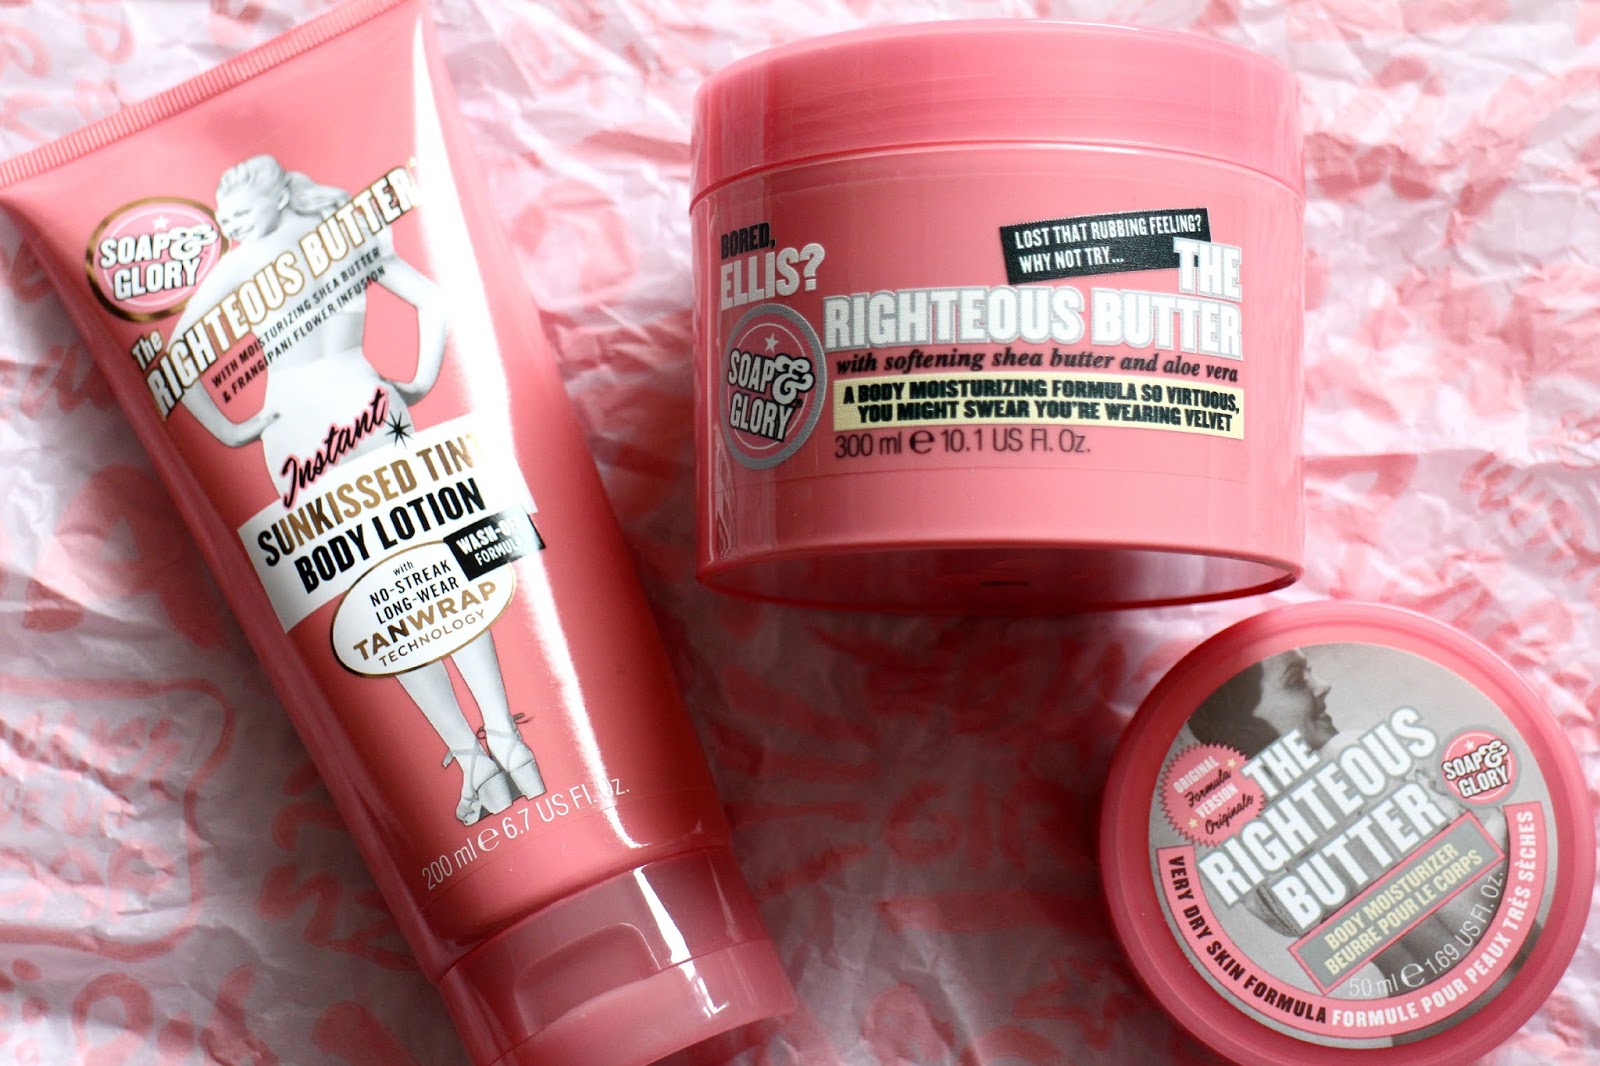 SOAP&
GLORY
The
RIGHTEOUS BUTTER
WITH MOISTURIZING SHEA BUTTER
& FRANGIPANI FLOWER INFUSION
Instant
SUNKISSED TINT
BODY LOTION
WASH-OFF
FORMULA
with
NO-STREAK
LONG-WEAR
TANWRAP
TECHNOLOGY
200 ml e 6.7 US Fl. Oz.
BORED,
ELLIS?
LOST THAT RUBBING FEELING?
WHY NOT TRY...
THE
RIGHTEOUS BUTTER
SOAP&
GLORY
with softening shea butter and aloe vera
A BODY MOISTURIZING FORMULA SO VIRTUOUS,
YOU MIGHT SWEAR YOU'RE WEARING VELVET
300 ml e 10.1 US Fl. Oz.
ORIGINAL
Formula
VERSION
Originale
THE
RIGHTEOUS
BUTTER
SOAP&
GLORY
BODY MOISTURIZER
BEURRE POUR LE CORPS
50 ml e 1.69 US Fl. Oz.
VERY DRY SKIN FORMULA FORMULE POUR PEAUX TRÈS SÈCHES